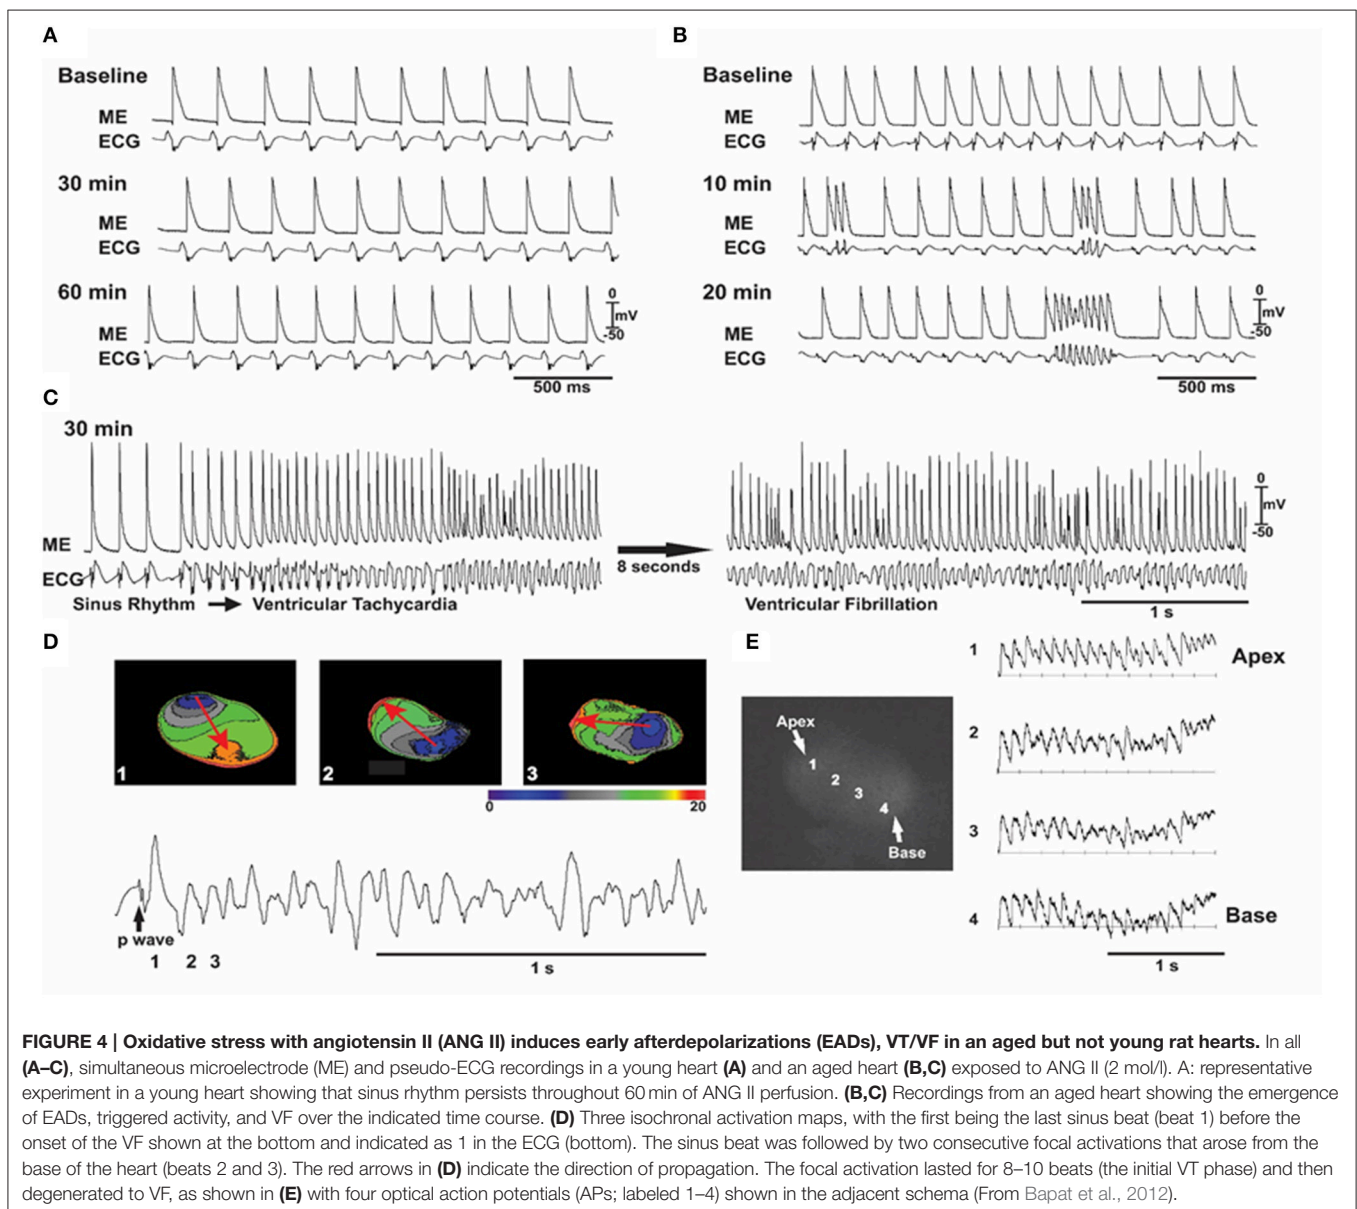 A
Baseline
ME
ECG
30 min
ME
ECG
60 min
ME
ECG
0
mV
-50
500 ms
B
Baseline
ME
ECG
10 min
ME
ECG
20 min
ME
ECG
0
mV
-50
500 ms
C
30 min
ME
ECG
Sinus Rhythm
Ventricular Tachycardia
8 seconds
0
mV
-50
Ventricular Fibrillation
1 s
D
1
2
3
0
20
p wave
1 2 3
1 s
E
Apex
1
2
3
4
Base
1
Apex
2
3
4
Base
1 s
FIGURE 4 | Oxidative stress with angiotensin II (ANG II) induces early afterdepolarizations (EADs), VT/VF in an aged but not young rat hearts. In all
(A–C), simultaneous microelectrode (ME) and pseudo-ECG recordings in a young heart (A) and an aged heart (B,C) exposed to ANG II (2 mol/l). A: representative
experiment in a young heart showing that sinus rhythm persists throughout 60 min of ANG II perfusion. (B,C) Recordings from an aged heart showing the emergence
of EADs, triggered activity, and VF over the indicated time course. (D) Three isochronal activation maps, with the first being the last sinus beat (beat 1) before the
onset of the VF shown at the bottom and indicated as 1 in the ECG (bottom). The sinus beat was followed by two consecutive focal activations that arose from the
base of the heart (beats 2 and 3). The red arrows in (D) indicate the direction of propagation. The focal activation lasted for 8–10 beats (the initial VT phase) and then
degenerated to VF, as shown in (E) with four optical action potentials (APs; labeled 1–4) shown in the adjacent schema (From Bapat et al., 2012).